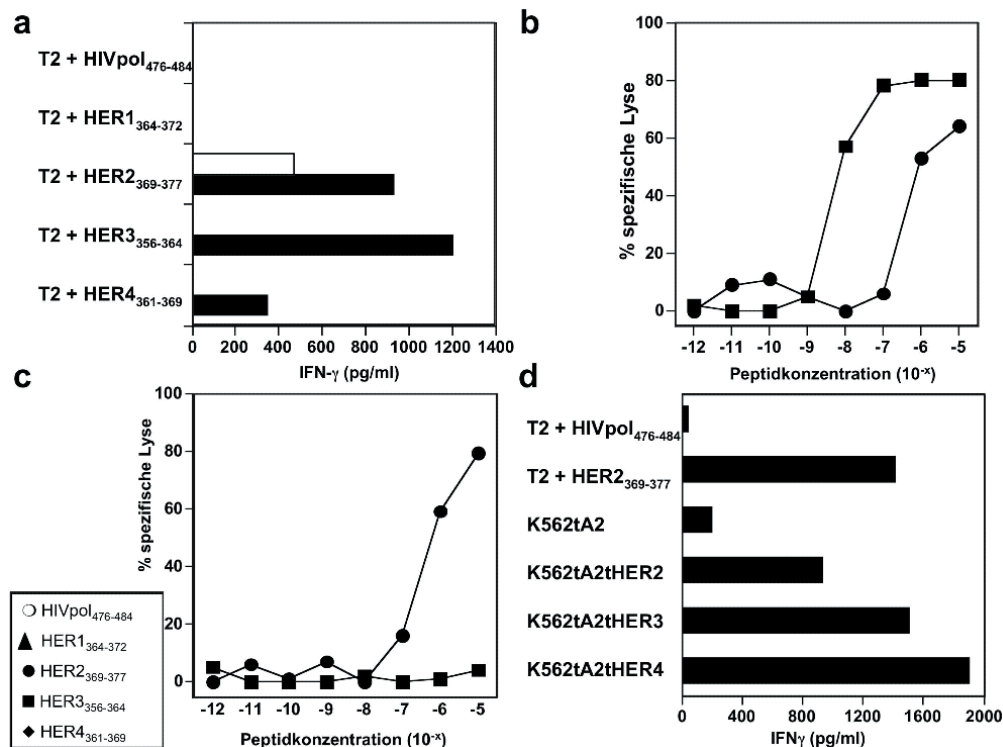 a
T2 + HIVpol476-484
T2 + HER1364-372
T2 + HER2369-377
T2 + HER3356-364
T2 + HER4361-369
0 200 400 600 800 1000 1200 1400
IFN-γ (pg/ml)
b
% spezifische Lyse
100
80
60
40
20
0
-12 -11 -10 -9 -8 -7 -6 -5
Peptidkonzentration (10-x)
c
% spezifische Lyse
100
80
60
40
20
0
-12 -11 -10 -9 -8 -7 -6 -5
Peptidkonzentration (10-x)
HIVpol476-484
HER1364-372
HER2369-377
HER3356-364
HER4361-369
d
T2 + HIVpol476-484
T2 + HER2369-377
K562tA2
K562tA2tHER2
K562tA2tHER3
K562tA2tHER4
0 400 800 1200 1600 2000
IFNγ (pg/ml)